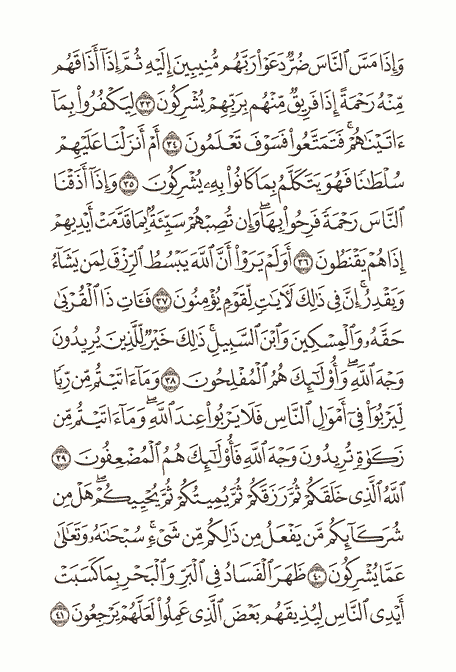 وَإِذَا مَسَّ ٱلنَّاسَ ضُرٌّ دَعَوْا۟ رَبَّهُم مُّنِيبِينَ إِلَيْهِ ثُمَّ إِذَآ أَذَاقَهُم
مِّنْهُ رَحْمَةً إِذَا فَرِيقٌ مِّنْهُم بِرَبِّهِمْ يُشْرِكُونَ ٣٣ لِيَكْفُرُوا۟ بِمَآ
ءَاتَيْنَٰهُمْ ۚ فَتَمَتَّعُوا۟ فَسَوْفَ تَعْلَمُونَ ٣٤ أَمْ أَنزَلْنَا عَلَيْهِمْ
سُلْطَٰنًا فَهُوَ يَتَكَلَّمُ بِمَا كَانُوا۟ بِهِۦ يُشْرِكُونَ ٣٥ وَإِذَآ أَذَقْنَا
ٱلنَّاسَ رَحْمَةً فَرِحُوا۟ بِهَا ۖ وَإِن تُصِبْهُمْ سَيِّئَةٌۢ بِمَا قَدَّمَتْ أَيْدِيهِمْ
إِذَا هُمْ يَقْنَطُونَ ٣٦ أَوَلَمْ يَرَوْا۟ أَنَّ ٱللَّهَ يَبْسُطُ ٱلرِّزْقَ لِمَن يَشَآءُ
وَيَقْدِرُ ۚ إِنَّ فِى ذَٰلِكَ لَءَايَٰتٍ لِّقَوْمٍ يُؤْمِنُونَ ٣٧ فَـَٔاتِ ذَا ٱلْقُرْبَىٰ
حَقَّهُۥ وَٱلْمِسْكِينَ وَٱبْنَ ٱلسَّبِيلِ ۚ ذَٰلِكَ خَيْرٌ لِّلَّذِينَ يُرِيدُونَ
وَجْهَ ٱللَّهِ ۖ وَأُو۟لَٰٓئِكَ هُمُ ٱلْمُفْلِحُونَ ٣٨ وَمَآ ءَاتَيْتُم مِّن رِّبًا
لِّيَرْبُوَا۟ فِىٓ أَمْوَٰلِ ٱلنَّاسِ فَلَا يَرْبُوا۟ عِندَ ٱللَّهِ ۖ وَمَآ ءَاتَيْتُم مِّن
زَكَوٰةٍ تُرِيدُونَ وَجْهَ ٱللَّهِ فَأُو۟لَٰٓئِكَ هُمُ ٱلْمُضْعِفُونَ ٣٩
ٱللَّهُ ٱلَّذِى خَلَقَكُمْ ثُمَّ رَزَقَكُمْ ثُمَّ يُمِيتُكُمْ ثُمَّ يُحْيِيكُمْ ۖ هَلْ مِن
شُرَكَآئِكُم مَّن يَفْعَلُ مِن ذَٰلِكُم مِّن شَىْءٍ ۚ سُبْحَٰنَهُۥ وَتَعَٰلَىٰ
عَمَّا يُشْرِكُونَ ٤٠ ظَهَرَ ٱلْفَسَادُ فِى ٱلْبَرِّ وَٱلْبَحْرِ بِمَا كَسَبَتْ
أَيْدِى ٱلنَّاسِ لِيُذِيقَهُم بَعْضَ ٱلَّذِى عَمِلُوا۟ لَعَلَّهُمْ يَرْجِعُونَ ٤١